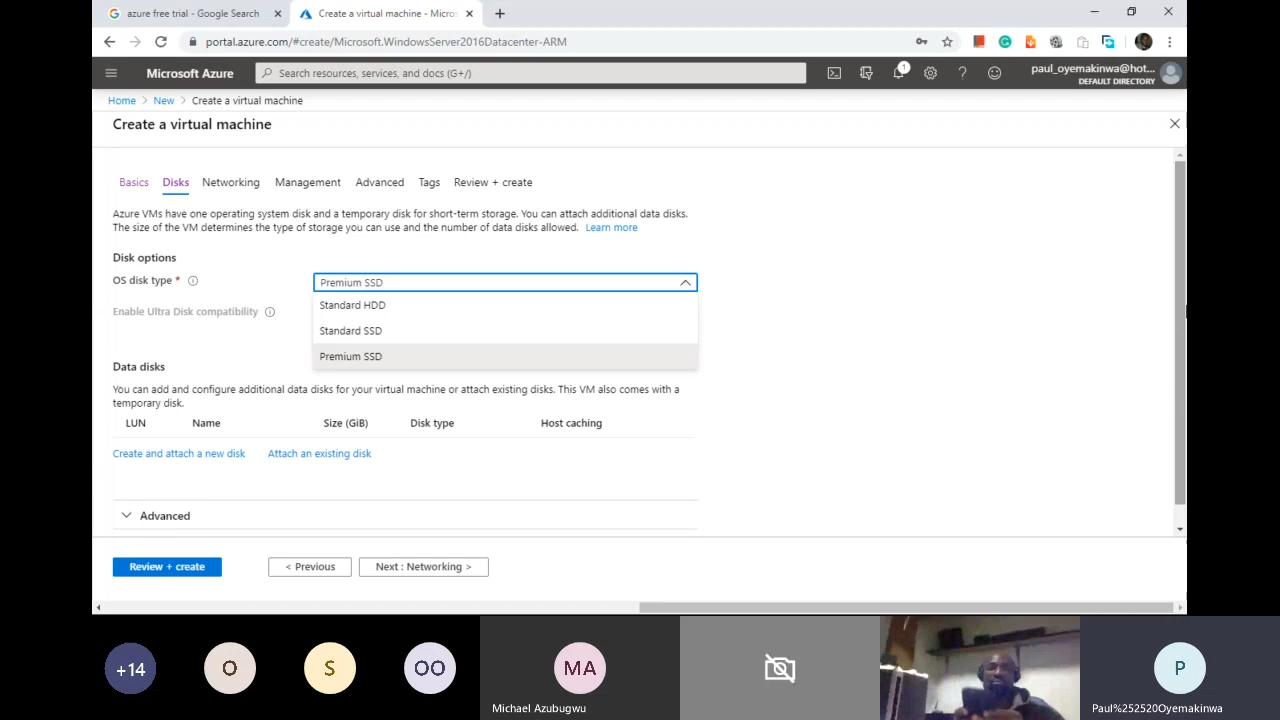 azure free trial - Google Search
Create a virtual machine - Micros
portal.azure.com/#create/Microsoft.WindowsServer2016Datacenter-ARM
Microsoft Azure
Search resources, services, and docs (G+/)
1
paul_oyemakinwa@hot...
DEFAULT DIRECTORY
Home > New > Create a virtual machine
Create a virtual machine
Basics Disks Networking Management Advanced Tags Review + create
Azure VMs have one operating system disk and a temporary disk for short-term storage. You can attach additional data disks.
The size of the VM determines the type of storage you can use and the number of data disks allowed. Learn more
Disk options
OS disk type *
Premium SSD
Standard HDD
Enable Ultra Disk compatibility
Standard SSD
Premium SSD
Data disks
You can add and configure additional data disks for your virtual machine or attach existing disks. This VM also comes with a
temporary disk.
LUN Name Size (GiB) Disk type Host caching
Create and attach a new disk Attach an existing disk
Advanced
Review + create < Previous Next : Networking >
+14 O S OO MA P
Michael Azubugwu Paul%252520Oyemakinwa